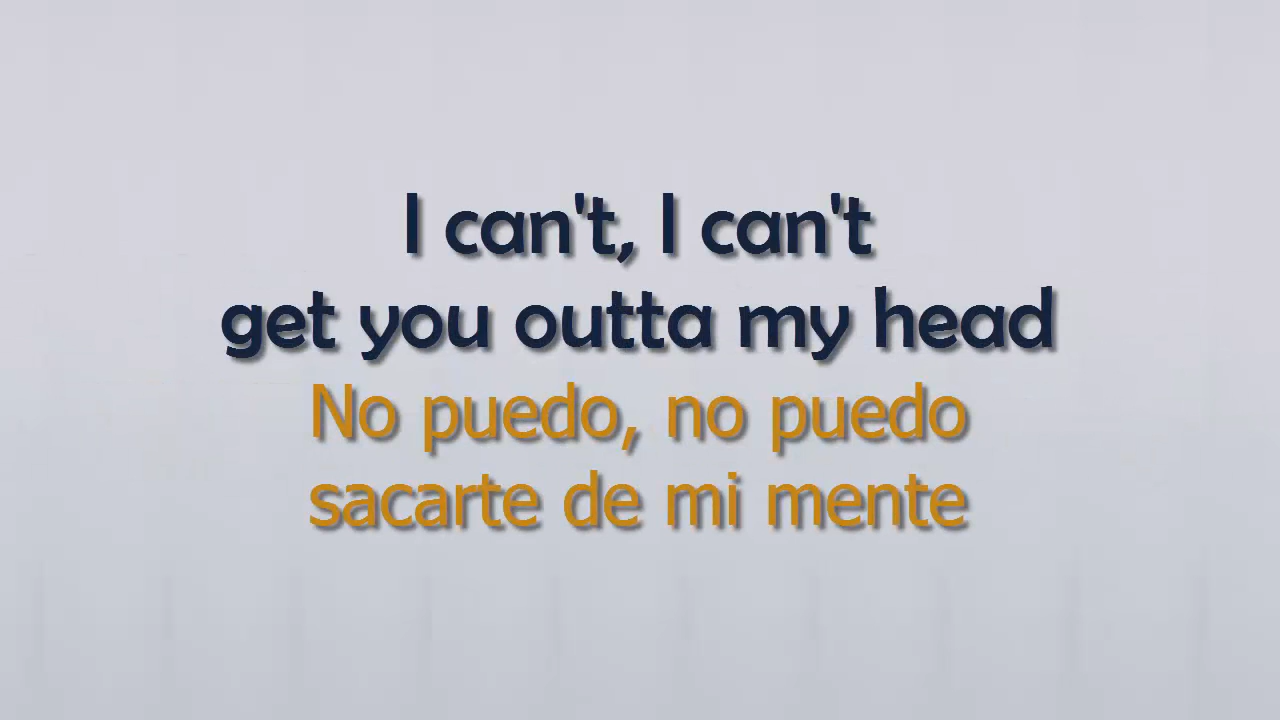 I can't, I can't
get you outta my head
No puedo, no puedo
sacarte de mi mente